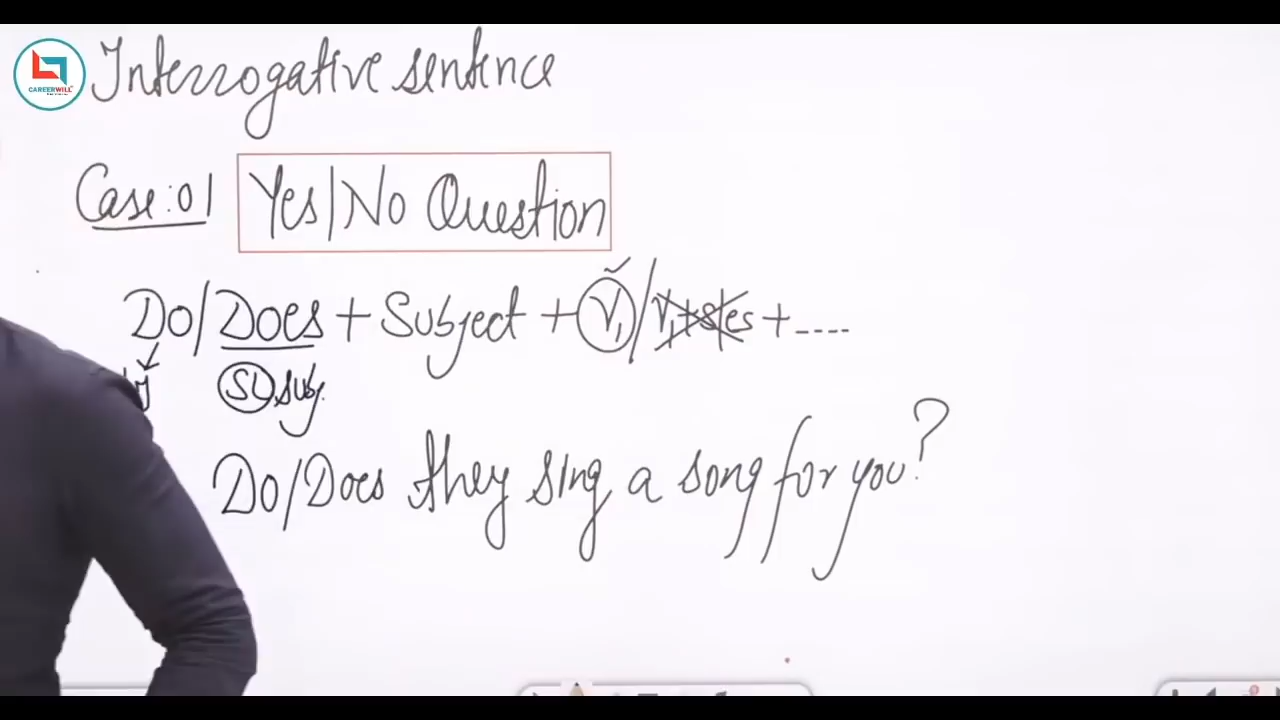 CAREERWILL
Interrogative sentence
Case:01 Yes/No Question
Do/Does + Subject + V1/V1+s/es + ----
SUsub.
Do/Does they sing a song for you?